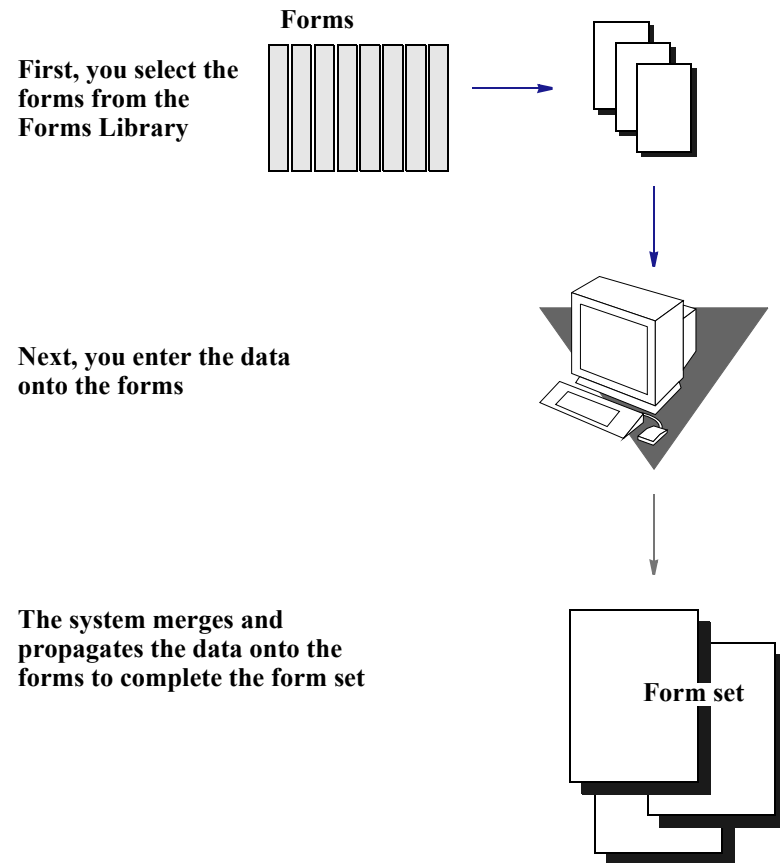 Forms
First, you select the
forms from the
Forms Library
Next, you enter the data
onto the forms
The system merges and
propagates the data onto the
forms to complete the form set
Form set